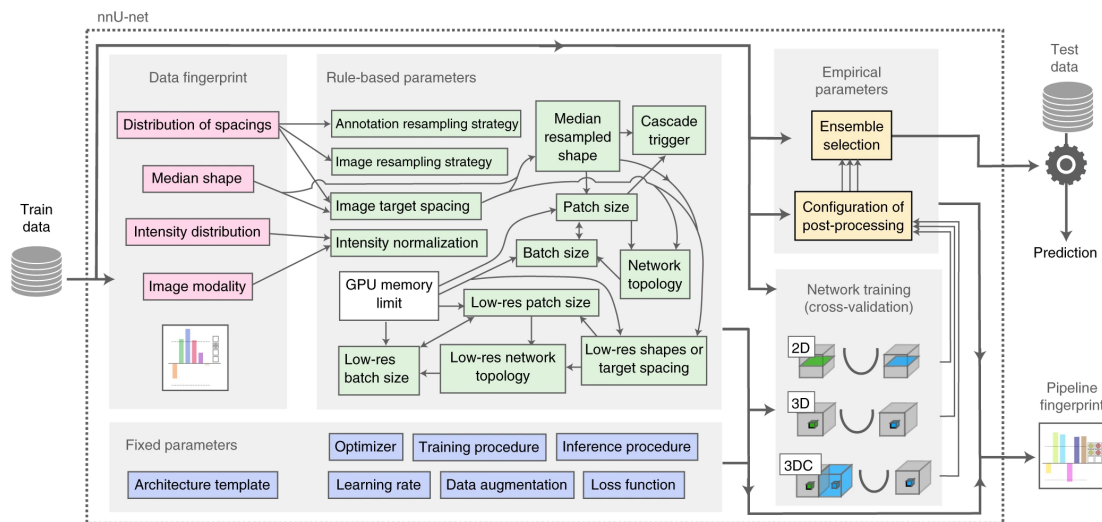 nnU-net
Train
data
Data fingerprint
Distribution of spacings
Median shape
Intensity distribution
Image modality
Rule-based parameters
Annotation resampling strategy
Image resampling strategy
Image target spacing
Intensity normalization
Median
resampled
shape
Cascade
trigger
Patch size
Batch size
Network
topology
GPU memory
limit
Low-res patch size
Low-res
batch size
Low-res network
topology
Low-res shapes or
target spacing
Fixed parameters
Optimizer
Training procedure
Inference procedure
Architecture template
Learning rate
Data augmentation
Loss function
Empirical
parameters
Ensemble
selection
Configuration of
post-processing
Network training
(cross-validation)
2D
3D
3DC
Test
data
Prediction
Pipeline
fingerprint